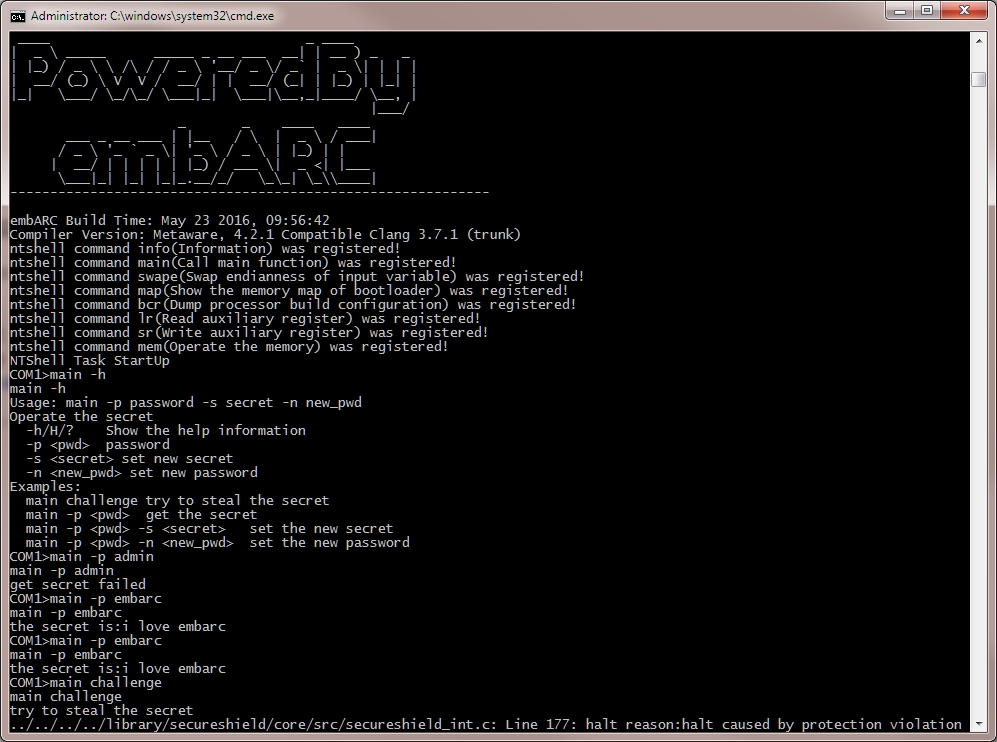 Administrator: C:\windows\system32\cmd.exe
PoweredBy
embARC
------------------------------------------------------------
embARC Build Time: May 23 2016, 09:56:42
Compiler Version: Metaware, 4.2.1 Compatible Clang 3.7.1 (trunk)
ntshell command info(Information) was registered!
ntshell command main(Call main function) was registered!
ntshell command swape(Swap endianness of input variable) was registered!
ntshell command map(Show the memory map of bootloader) was registered!
ntshell command bcr(Dump processor build configuration) was registered!
ntshell command lr(Read auxiliary register) was registered!
ntshell command sr(Write auxiliary register) was registered!
ntshell command mem(Operate the memory) was registered!
NTShell Task StartUp
COM1>main -h
main -h
Usage: main -p password -s secret -n new_pwd
Operate the secret
  -h/H/?    Show the help information
  -p <pwd>  password
  -s <secret> set new secret
  -n <new_pwd> set new password
Examples:
  main challenge try to steal the secret
  main -p <pwd>  get the secret
  main -p <pwd> -s <secret>   set the new secret
  main -p <pwd> -n <new_pwd>  set the new password
COM1>main -p admin
main -p admin
get secret failed
COM1>main -p embarc
main -p embarc
the secret is:i love embarc
COM1>main -p embarc
main -p embarc
the secret is:i love embarc
COM1>main challenge
main challenge
try to steal the secret
../../../../library/secureshield/core/src/secureshield_int.c: Line 177: halt reason:halt caused by protection violation